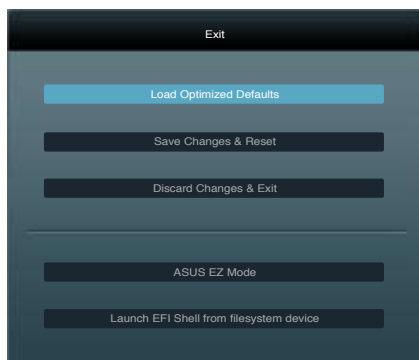 Exit
Load Optimized Defaults
Save Changes & Reset
Discard Changes & Exit
ASUS EZ Mode
Launch EFI Shell from filesystem device